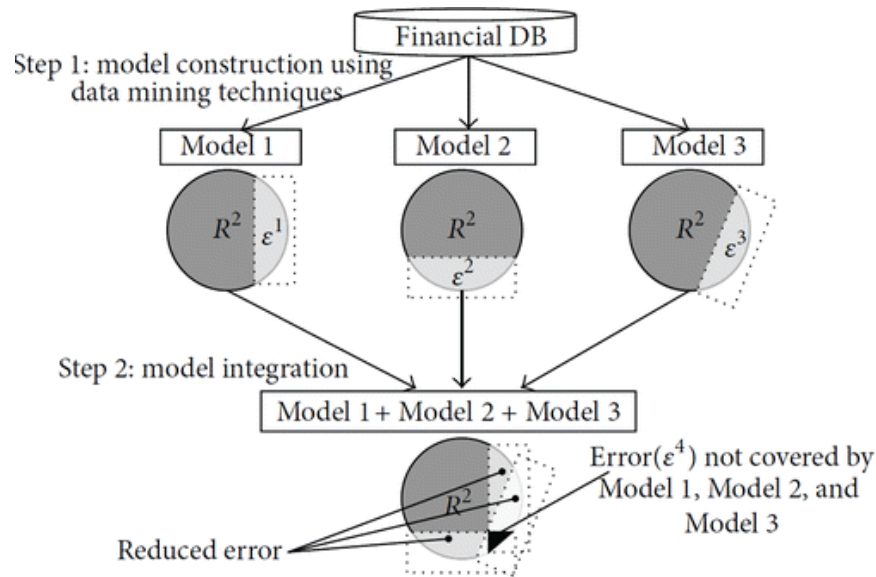 Financial DB
Step 1: model construction using
data mining techniques
Model 1
Model 2
Model 3
R²
ε¹
R²
ε²
R²
ε³
Step 2: model integration
Model 1 + Model 2 + Model 3
R²
Error(ε⁴) not covered by
Model 1, Model 2, and
Model 3
Reduced error